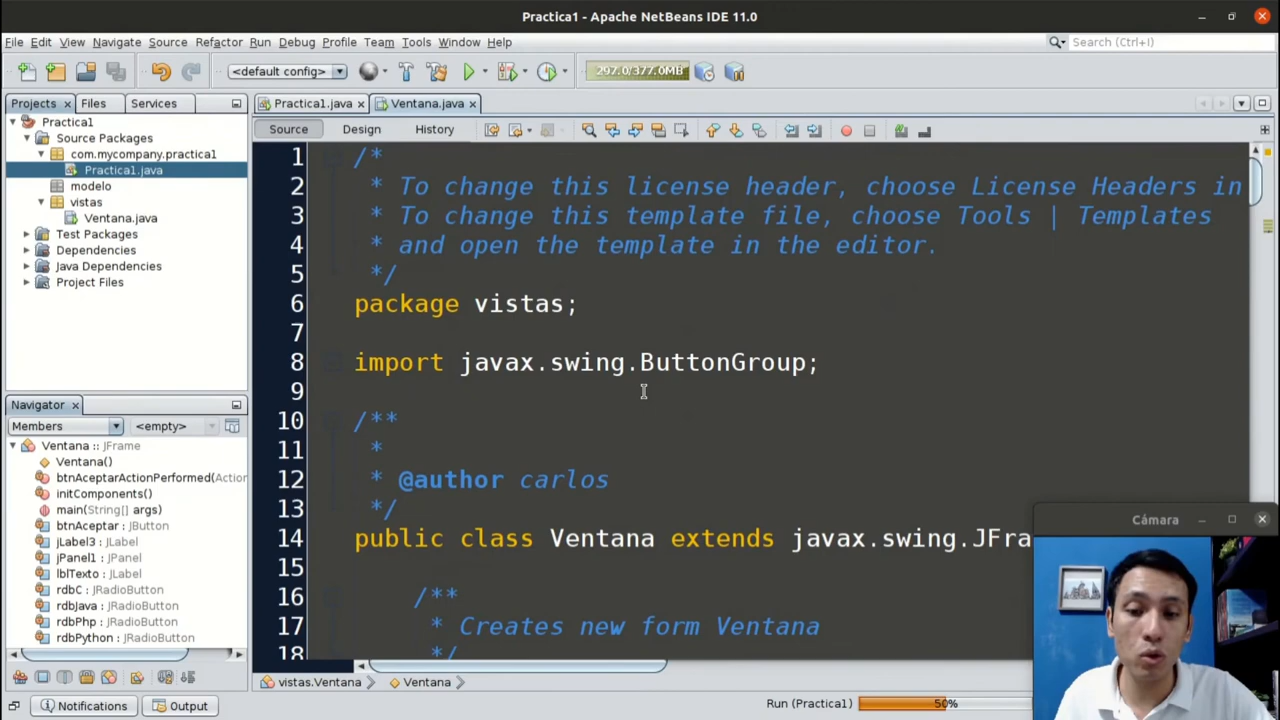 Practica1 - Apache NetBeans IDE 11.0
File Edit View Navigate Source Refactor Run Debug Profile Team Tools Window Help
Search (Ctrl+I)
<default config>
297.0/377.0MB
Projects Files Services
Practica1.java Ventana.java
Source Design History
Practica1
Source Packages
com.mycompany.practica1
Practica1.java
modelo
vistas
Ventana.java
Test Packages
Dependencies
Java Dependencies
Project Files
Navigator
Members <empty>
Ventana :: JFrame
Ventana()
btnAceptarActionPerformed(Actio
initComponents()
main(String[] args)
btnAceptar : JButton
jLabel3 : JLabel
jPanel1 : JPanel
lblTexto : JLabel
rdbC : JRadioButton
rdbJava : JRadioButton
rdbPhp : JRadioButton
rdbPython : JRadioButton
1 /*
2 * To change this license header, choose License Headers in
3 * To change this template file, choose Tools | Templates
4 * and open the template in the editor.
5 */
6 package vistas;
7
8 import javax.swing.ButtonGroup;
9
10 /**
11 *
12 * @author carlos
13 */
14 public class Ventana extends javax.swing.JFra
15
16 /**
17 * Creates new form Ventana
18 */
Cámara
vistas.Ventana Ventana
Notifications Output
Run (Practica1) 50%